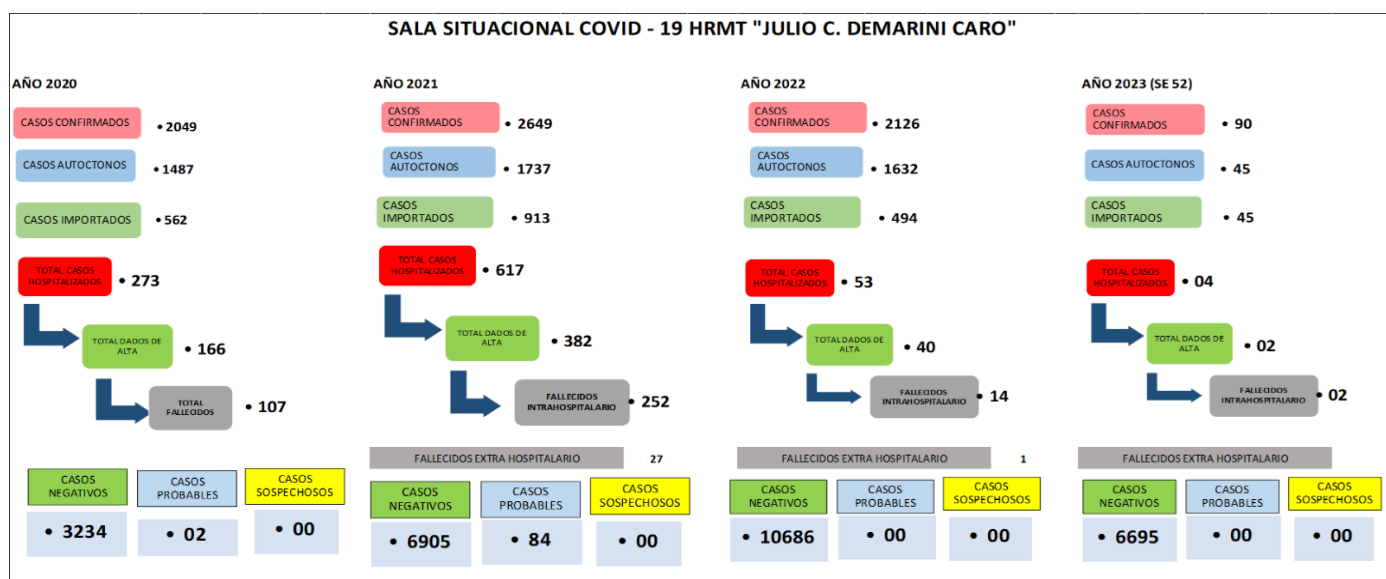 SALA SITUACIONAL COVID - 19 HRMT "JULIO C. DEMARINI CARO"
AÑO 2020
CASOS CONFIRMADOS
• 2049
CASOS AUTOCTONOS
• 1487
CASOS IMPORTADOS
• 562
TOTAL CASOS
HOSPITALIZADOS
• 273
TOTAL DADOS DE
ALTA
• 166
TOTAL
FALLECIDOS
• 107
CASOS
NEGATIVOS
• 3234
CASOS
PROBABLES
• 02
CASOS
SOSPECHOSOS
• 00
AÑO 2021
CASOS
CONFIRMADOS
• 2649
CASOS
AUTOCTONOS
• 1737
CASOS
IMPORTADOS
• 913
TOTAL CASOS
HOSPITALIZADOS
• 617
TOTAL DADOS DE
ALTA
• 382
FALLECIDOS
INTRAHOSPITALARIO
• 252
FALLECIDOS EXTRA HOSPITALARIO
27
CASOS
NEGATIVOS
• 6905
CASOS
PROBABLES
• 84
CASOS
SOSPECHOSOS
• 00
AÑO 2022
CASOS
CONFIRMADOS
• 2126
CASOS
AUTOCTONOS
• 1632
CASOS
IMPORTADOS
• 494
TOTAL CASOS
HOSPITALIZADOS
• 53
TOTAL DADOS DE
ALTA
• 40
FALLECIDOS
INTRAHOSPITALARIO
• 14
FALLECIDOS EXTRA HOSPITALARIO
1
CASOS
NEGATIVOS
• 10686
CASOS
PROBABLES
• 00
CASOS
SOSPECHOSOS
• 00
AÑO 2023 (SE 52)
CASOS
CONFIRMADOS
• 90
CASOS AUTOCTONOS
• 45
CASOS
IMPORTADOS
• 45
TOTAL CASOS
HOSPITALIZADOS
• 04
TOTAL DADOS DE
ALTA
• 02
FALLECIDOS
INTRAHOSPITALARIO
• 02
FALLECIDOS EXTRA HOSPITALARIO
CASOS
NEGATIVOS
• 6695
CASOS
PROBABLES
• 00
CASOS
SOSPECHOSOS
• 00